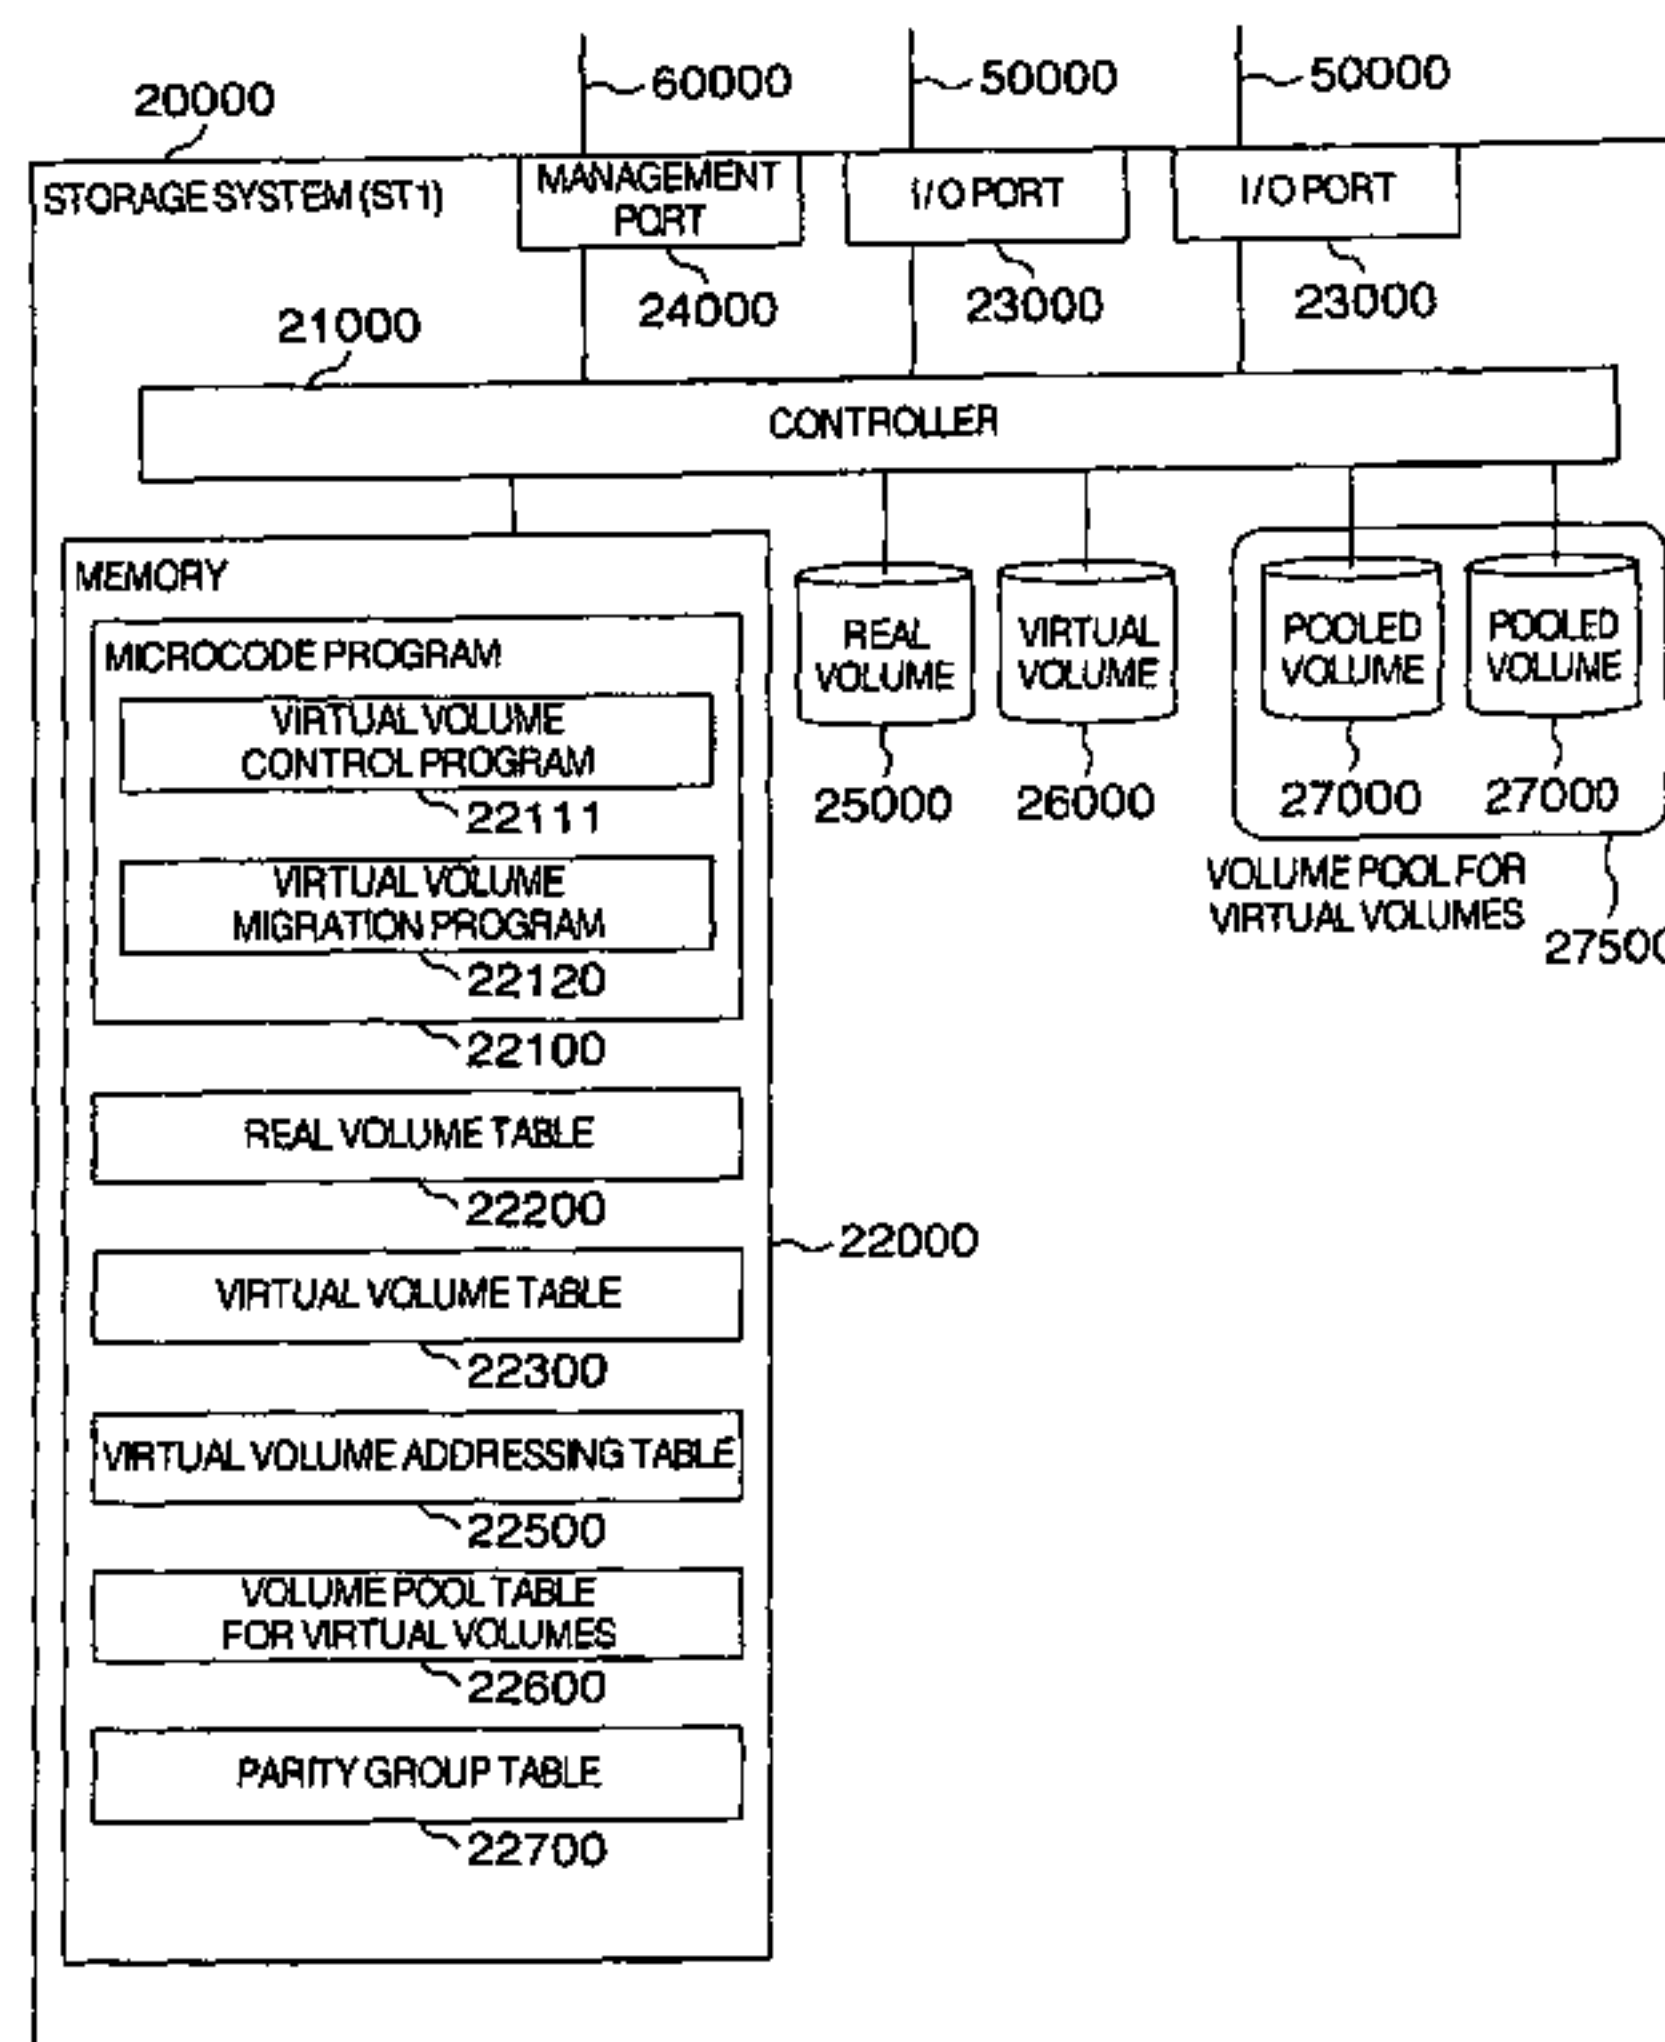 60000
50000
50000
20000
STORAGE SYSTEM (ST1)
MANAGEMENT
PORT
I/O PORT
I/O PORT
24000
23000
23000
21000
CONTROLLER
MEMORY
MICROCODE PROGRAM
VIRTUAL VOLUME
CONTROL PROGRAM
22111
VIRTUAL VOLUME
MIGRATION PROGRAM
22120
22100
REAL VOLUME TABLE
22200
22000
VIRTUAL VOLUME TABLE
22300
VIRTUAL VOLUME ADDRESSING TABLE
22500
VOLUME POOL TABLE
FOR VIRTUAL VOLUMES
22600
PARITY GROUP TABLE
22700
REAL
VOLUME
25000
VIRTUAL
VOLUME
26000
POOLED
VOLUME
27000
POOLED
VOLUME
27000
VOLUME POOL FOR
VIRTUAL VOLUMES
27500